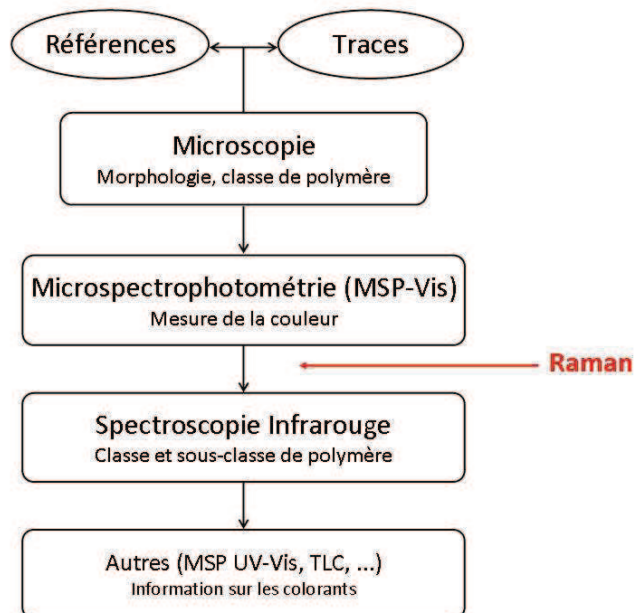 Références
Traces
Microscopie
Morphologie, classe de polymère
Microspectrophotométrie (MSP-Vis)
Mesure de la couleur
Raman
Spectroscopie Infrarouge
Classe et sous-classe de polymère
Autres (MSP UV-Vis, TLC, ...)
Information sur les colorants